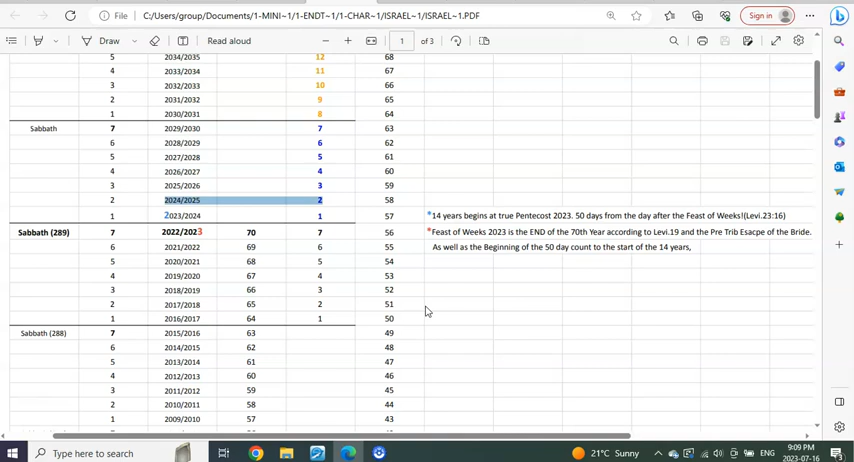 File C:/Users/group/Documents/1-MINI~1/1-ENDT~1/1-CHAR~1/ISRAEL~1/ISRAEL~1.PDF Sign in
Draw Read aloud 1 of 3
5 2034/2035 12 68
4 2033/2034 11 67
3 2032/2033 10 66
2 2031/2032 9 65
1 2030/2031 8 64
Sabbath 7 2029/2030 7 63
6 2028/2029 6 62
5 2027/2028 5 61
4 2026/2027 4 60
3 2025/2026 3 59
2 2024/2025 2 58
1 2023/2024 1 57 *14 years begins at true Pentecost 2023. 50 days from the day after the Feast of Weeks!(Levi.23:16)
Sabbath (289) 7 2022/2023 70 7 56 *Feast of Weeks 2023 is the END of the 70th Year according to Levi.19 and the Pre Trib Esacpe of the Bride.
6 2021/2022 69 6 55 As well as the Beginning of the 50 day count to the start of the 14 years,
5 2020/2021 68 5 54
4 2019/2020 67 4 53
3 2018/2019 66 3 52
2 2017/2018 65 2 51
1 2016/2017 64 1 50
Sabbath (288) 7 2015/2016 63 49
6 2014/2015 62 48
5 2013/2014 61 47
4 2012/2013 60 46
3 2011/2012 59 45
2 2010/2011 58 44
1 2009/2010 57 43
Type here to search 21°C Sunny ENG 9:09 PM
2023-07-16 3